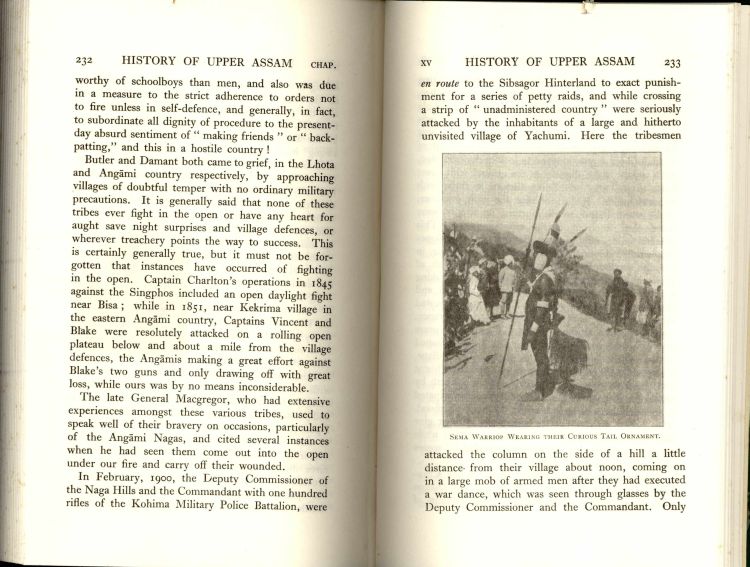 232 HISTORY OF UPPER ASSAM CHAP.
worthy of schoolboys than men, and also was due
in a measure to the strict adherence to orders not
to fire unless in self-defence, and generally, in fact,
to subordinate all dignity of procedure to the present-
day absurd sentiment of “ making friends ” or “ back-
patting,” and this in a hostile country !
Butler and Damant both came to grief, in the Lhota
and Angāmi country respectively, by approaching
villages of doubtful temper with no ordinary military
precautions. It is generally said that none of these
tribes ever fight in the open or have any heart for
aught save night surprises and village defences, or
wherever treachery points the way to success. This
is certainly generally true, but it must not be for-
gotten that instances have occurred of fighting
in the open. Captain Charlton's operations in 1845
against the Singphos included an open daylight fight
near Bisa ; while in 1851, near Kekrima village in
the eastern Angāmi country, Captains Vincent and
Blake were resolutely attacked on a rolling open
plateau below and about a mile from the village
defences, the Angāmis making a great effort against
Blake's two guns and only drawing off with great
loss, while ours was by no means inconsiderable.
The late General Macgregor, who had extensive
experiences amongst these various tribes, used to
speak well of their bravery on occasions, particularly
of the Angāmi Nagas, and cited several instances
when he had seen them come out into the open
under our fire and carry off their wounded.
In February, 1900, the Deputy Commissioner of
the Naga Hills and the Commandant with one hundred
rifles of the Kohima Military Police Battalion, were
XV HISTORY OF UPPER ASSAM 233
en route to the Sibsagor Hinterland to exact punish-
ment for a series of petty raids, and while crossing
a strip of “ unadministered country ” were seriously
attacked by the inhabitants of a large and hitherto
unvisited village of Yachumi. Here the tribesmen
SEMA WARRIOP WEARING THEIR CURIOUS TAIL ORNAMENT.
attacked the column on the side of a hill a little
distance from their village about noon, coming on
in a large mob of armed men after they had executed
a war dance, which was seen through glasses by the
Deputy Commissioner and the Commandant. Only